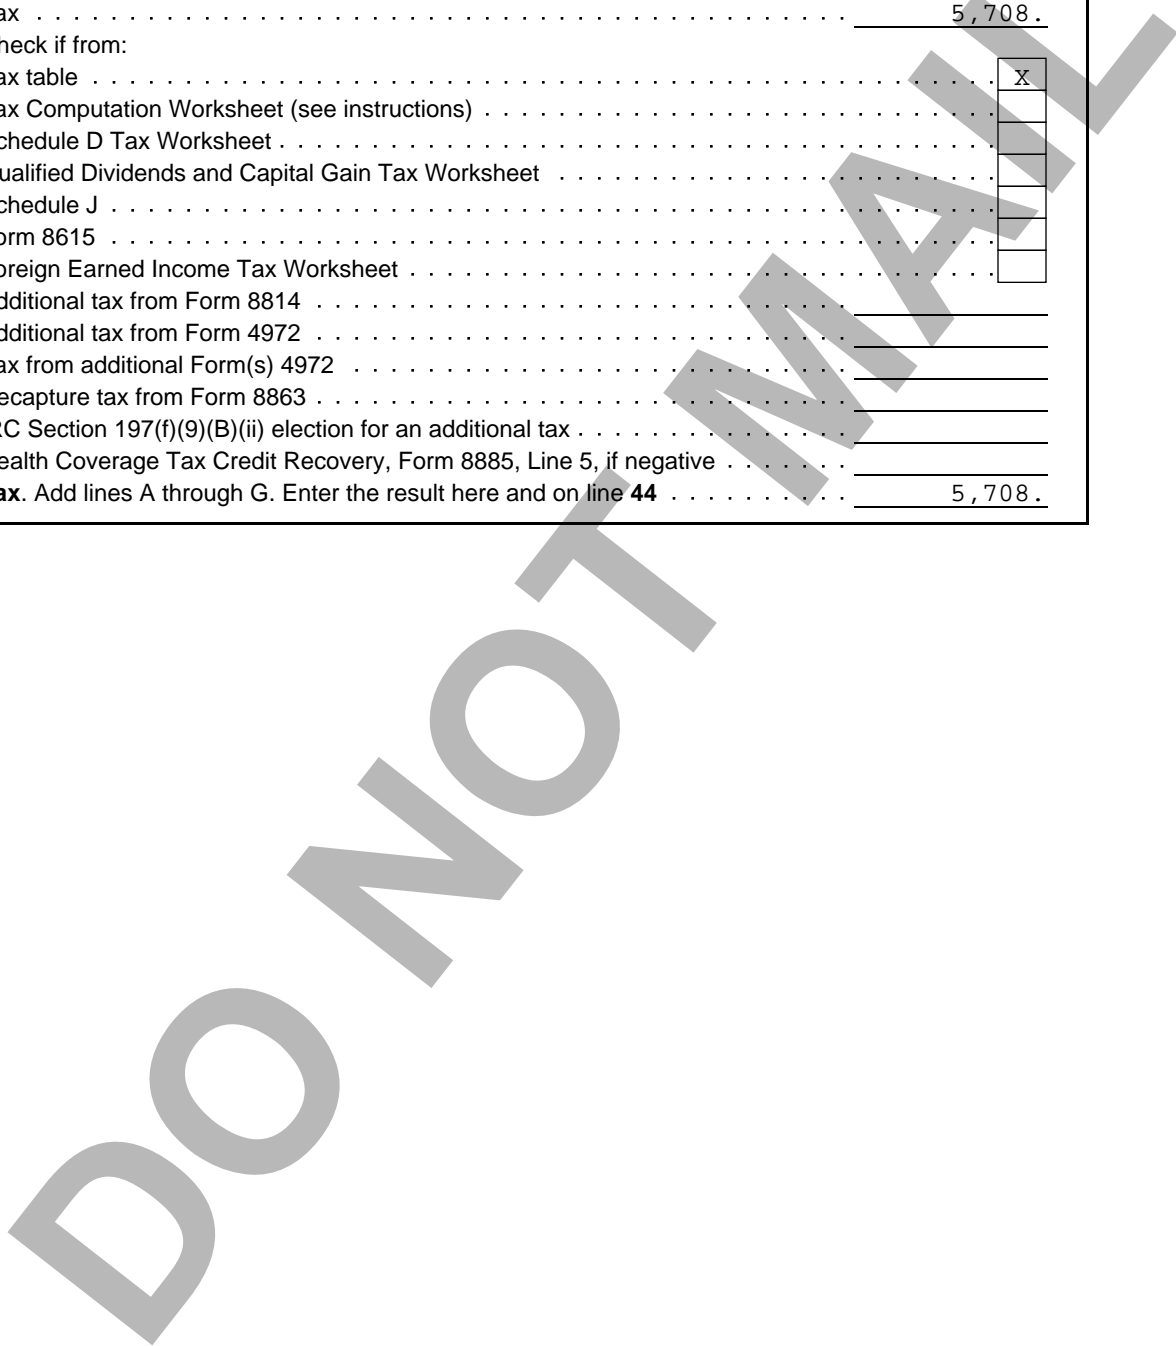 ax 5,708.
heck if from:
ax table X
ax Computation Worksheet (see instructions)
chedule D Tax Worksheet
ualified Dividends and Capital Gain Tax Worksheet
chedule J
orm 8615
oreign Earned Income Tax Worksheet
dditional tax from Form 8814
dditional tax from Form 4972
ax from additional Form(s) 4972
ecapture tax from Form 8863
RC Section 197(f)(9)(B)(ii) election for an additional tax
ealth Coverage Tax Credit Recovery, Form 8885, Line 5, if negative
ax. Add lines A through G. Enter the result here and on line 44 5,708.
DO NOT MAIL